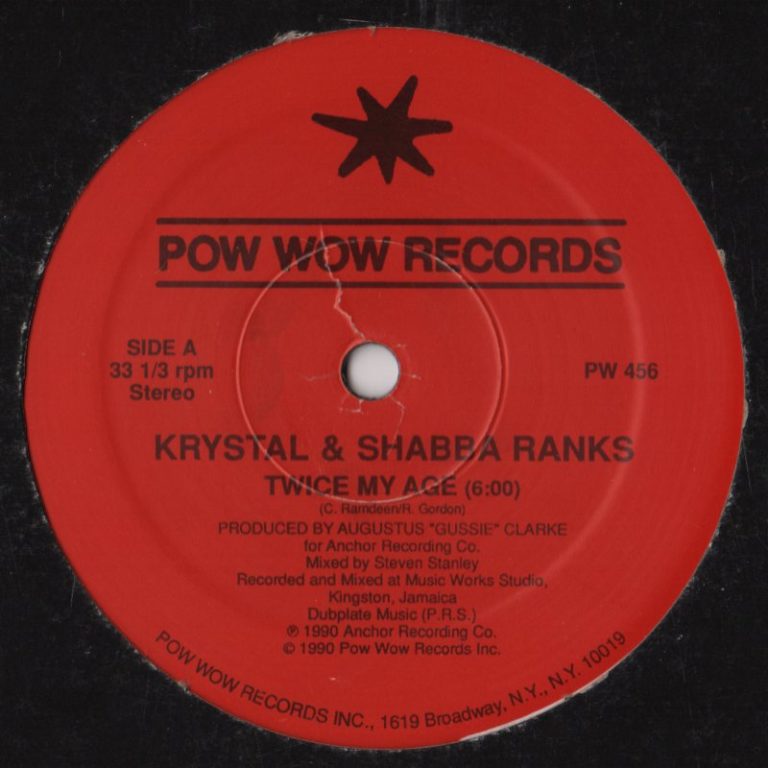 POW WOW RECORDS
SIDE A
33 1/3 rpm
Stereo
PW 456
KRYSTAL & SHABBA RANKS
TWICE MY AGE (6:00)
(C. Ramdeen/R. Gordon)
PRODUCED BY AUGUSTUS "GUSSIE" CLARKE
for Anchor Recording Co.
Mixed by Steven Stanley
Recorded and Mixed at Music Works Studio,
Kingston, Jamaica
Dubplate Music (P.R.S.)
℗ 1990 Anchor Recording Co.
© 1990 Pow Wow Records Inc.
POW WOW RECORDS INC., 1619 Broadway, N.Y., N.Y. 10019